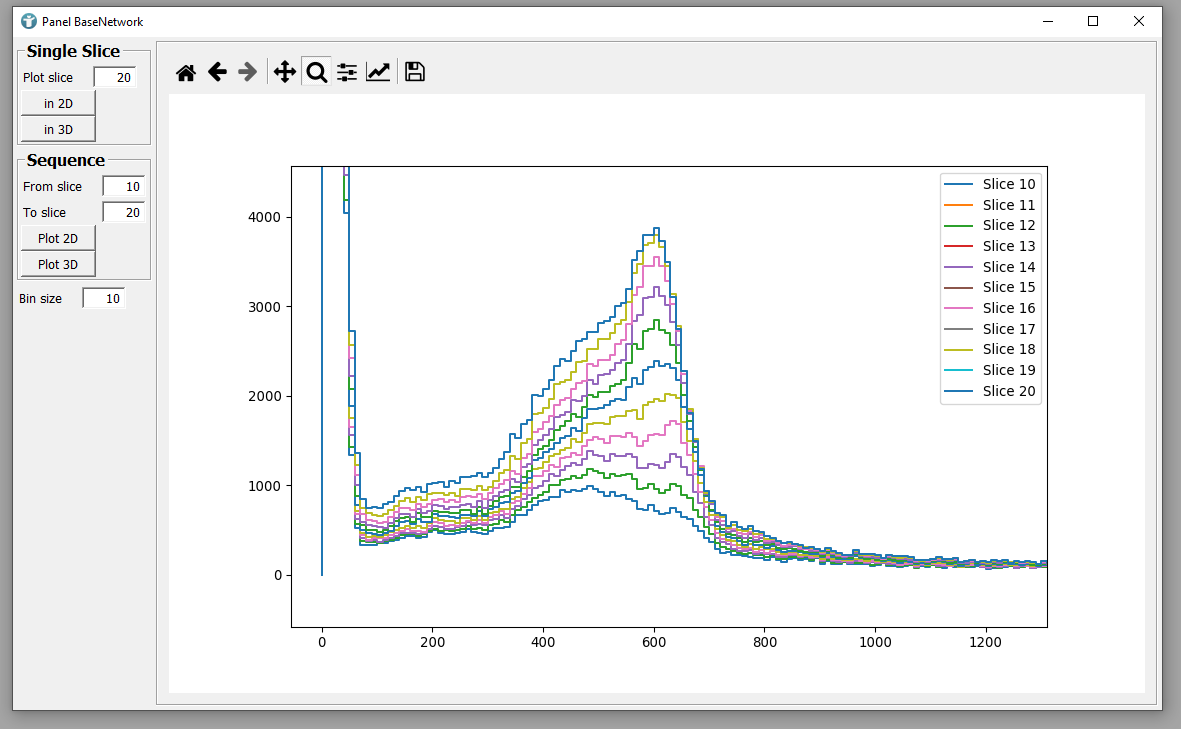 Panel BaseNetwork
Single Slice
Plot slice 20
in 2D
in 3D
Sequence
From slice 10
To slice 20
Plot 2D
Plot 3D
Bin size 10
4000
3000
2000
1000
0
0 200 400 600 800 1000 1200
Slice 10
Slice 11
Slice 12
Slice 13
Slice 14
Slice 15
Slice 16
Slice 17
Slice 18
Slice 19
Slice 20